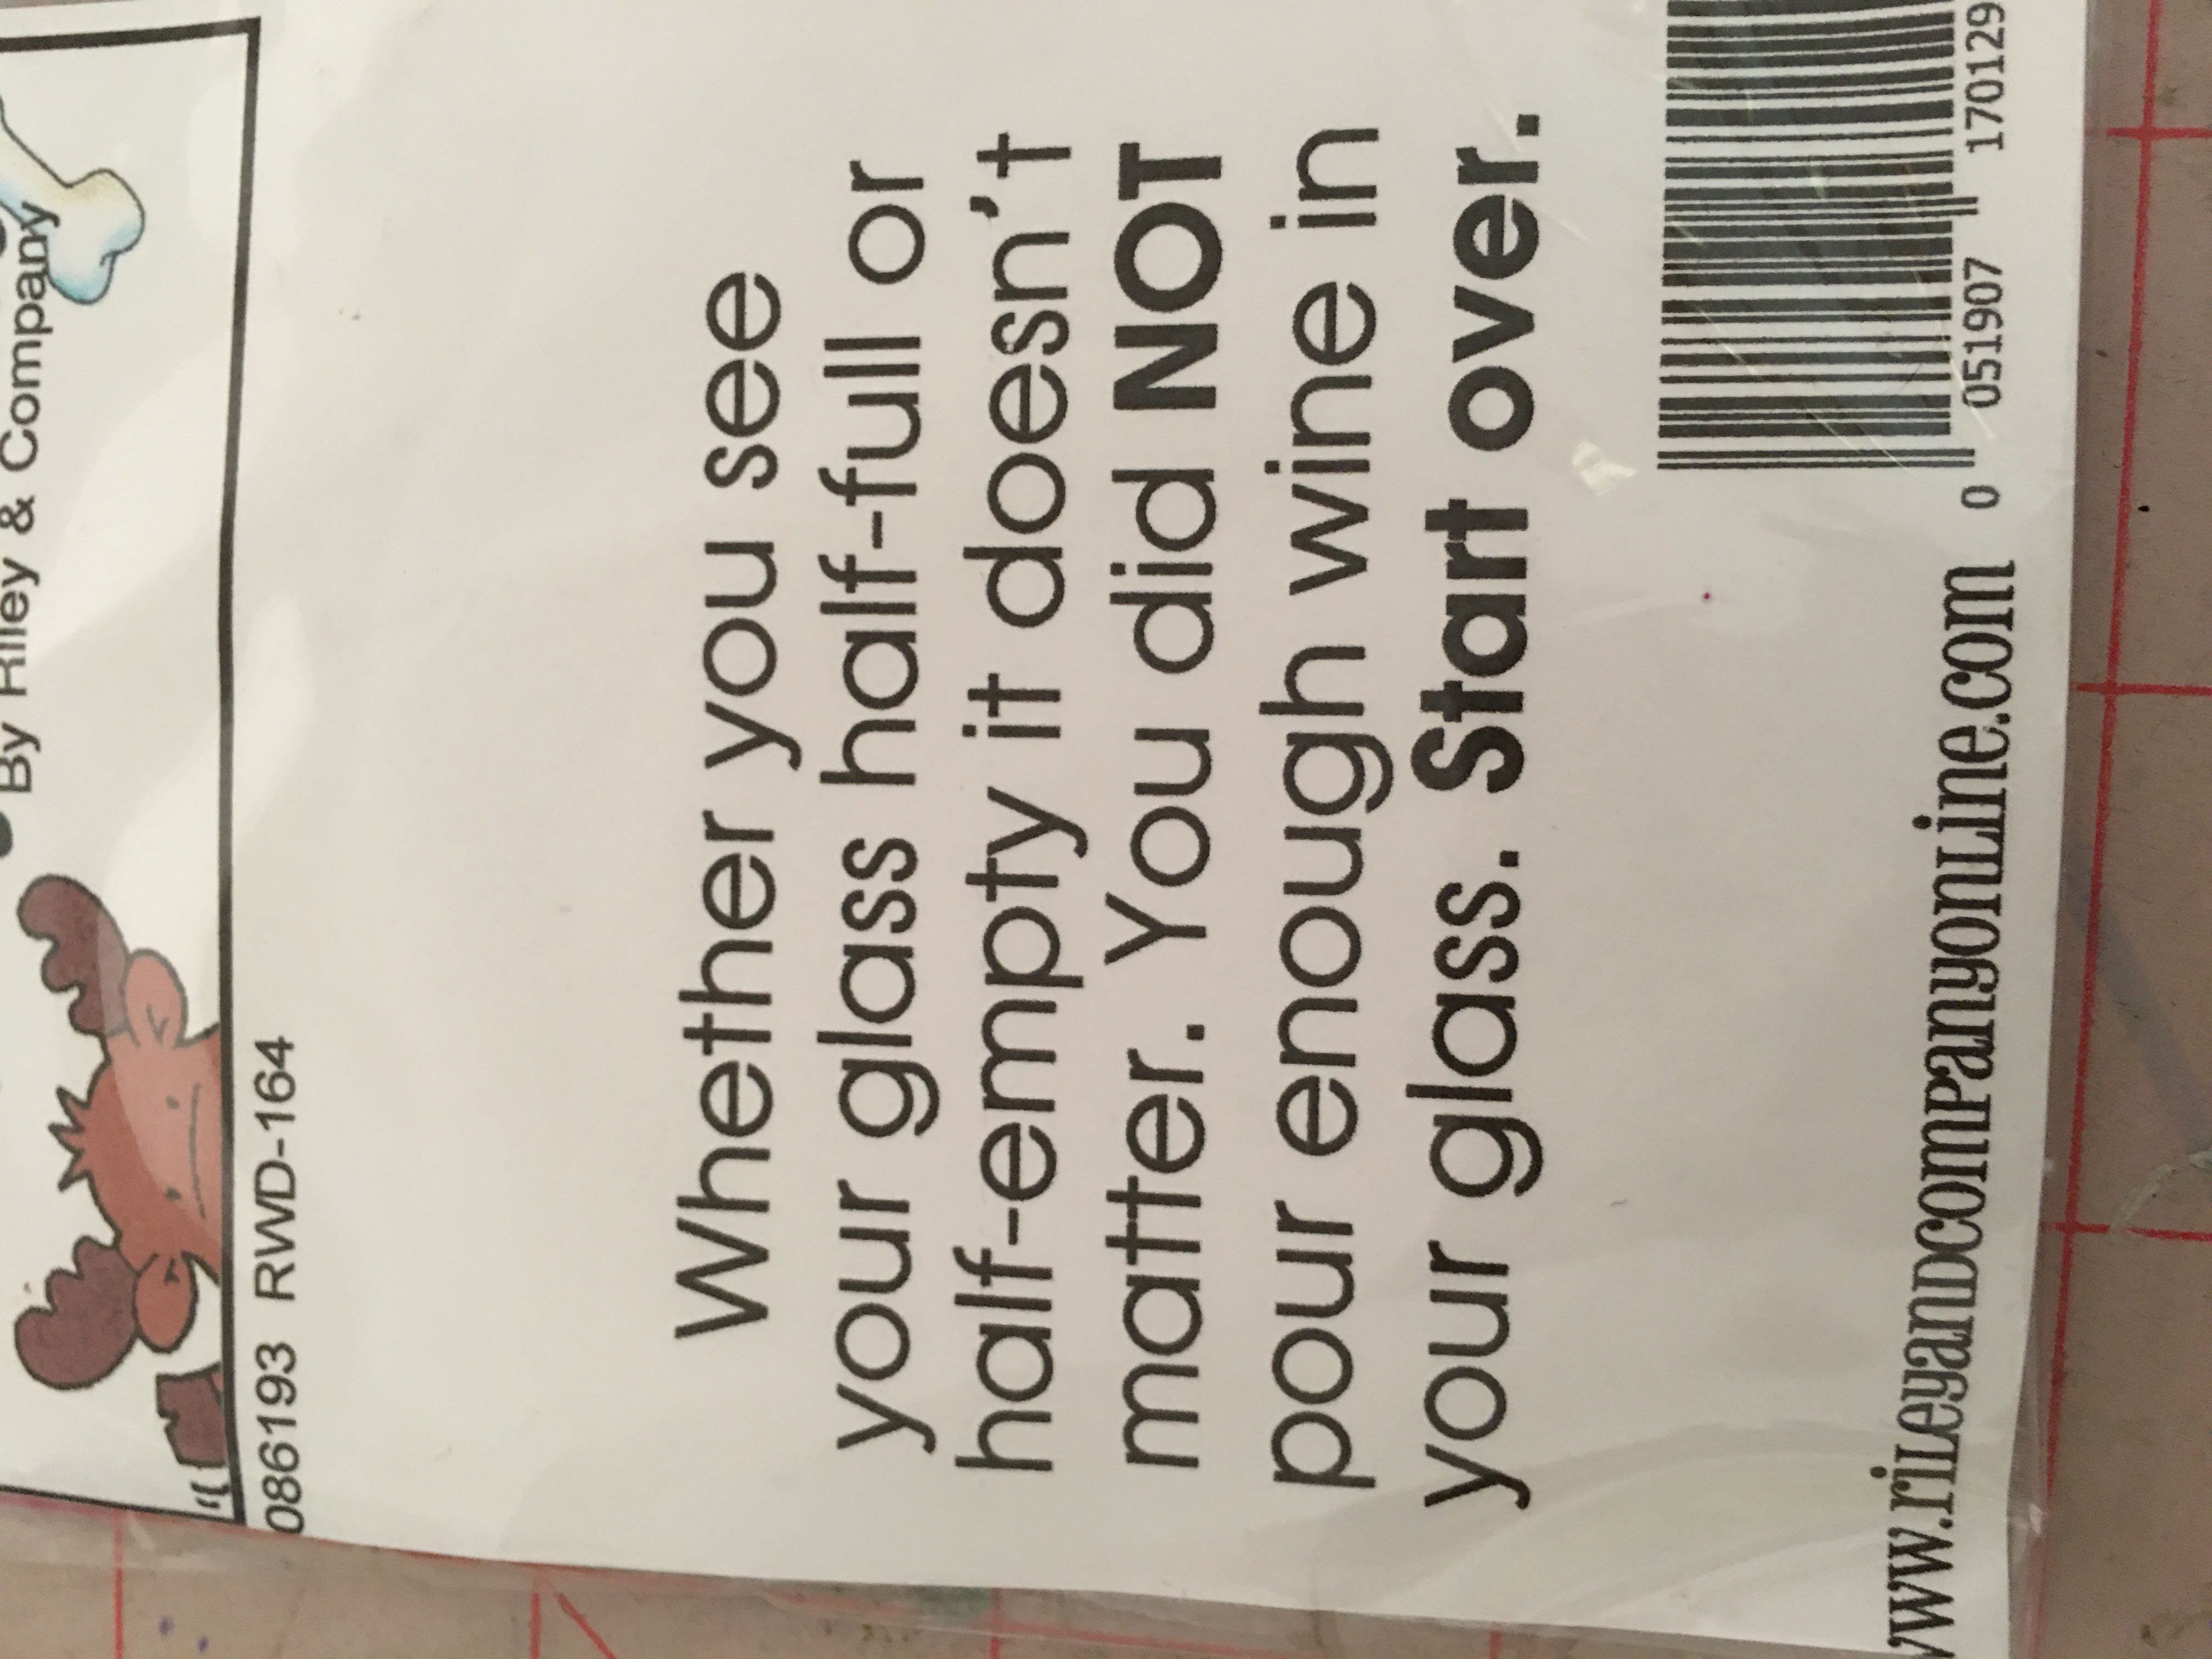 By Riley & Company
086193 RWD-164
Whether you see
your glass half-full or
half-empty it doesn't
matter. You did NOT
pour enough wine in
your glass. Start over.
www.rileyandcompanyonline.com
0 051907 170129